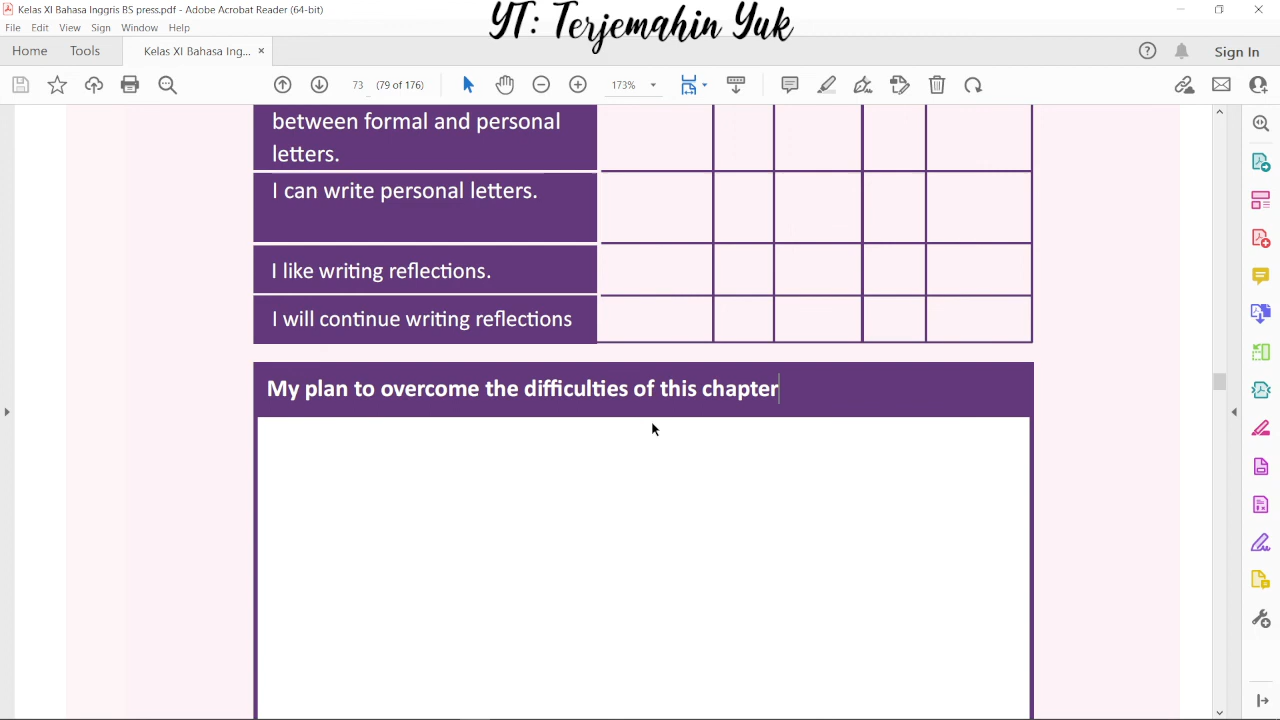 Kelas XI Bahasa Inggris BS press.pdf - Adobe Acrobat Reader (64-bit)
YT: Terjemahin Yuk
File Edit View Sign Window Help
Home Tools Kelas XI Bahasa Ing... ×
Sign In
73 (79 of 176) 173%
between formal and personal
letters.
I can write personal letters.
I like writing reflections.
I will continue writing reflections
My plan to overcome the difficulties of this chapter